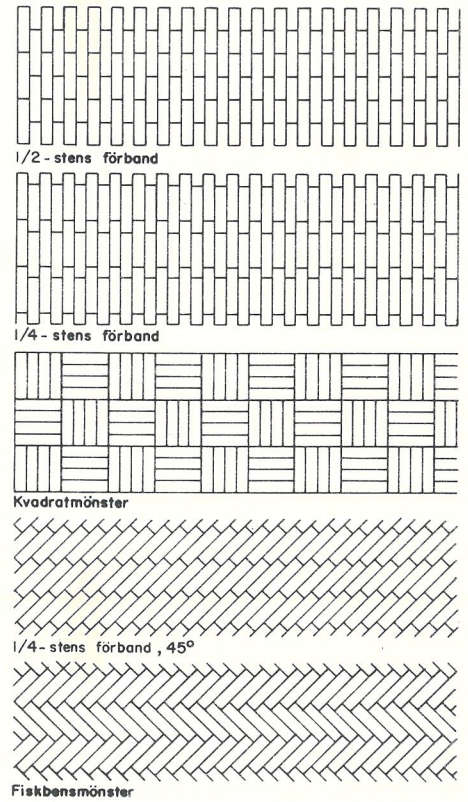 1/2 - stens förband
1/4 - stens förband
Kvadratmönster
1/4 - stens förband , 45°
Fiskbensmönster